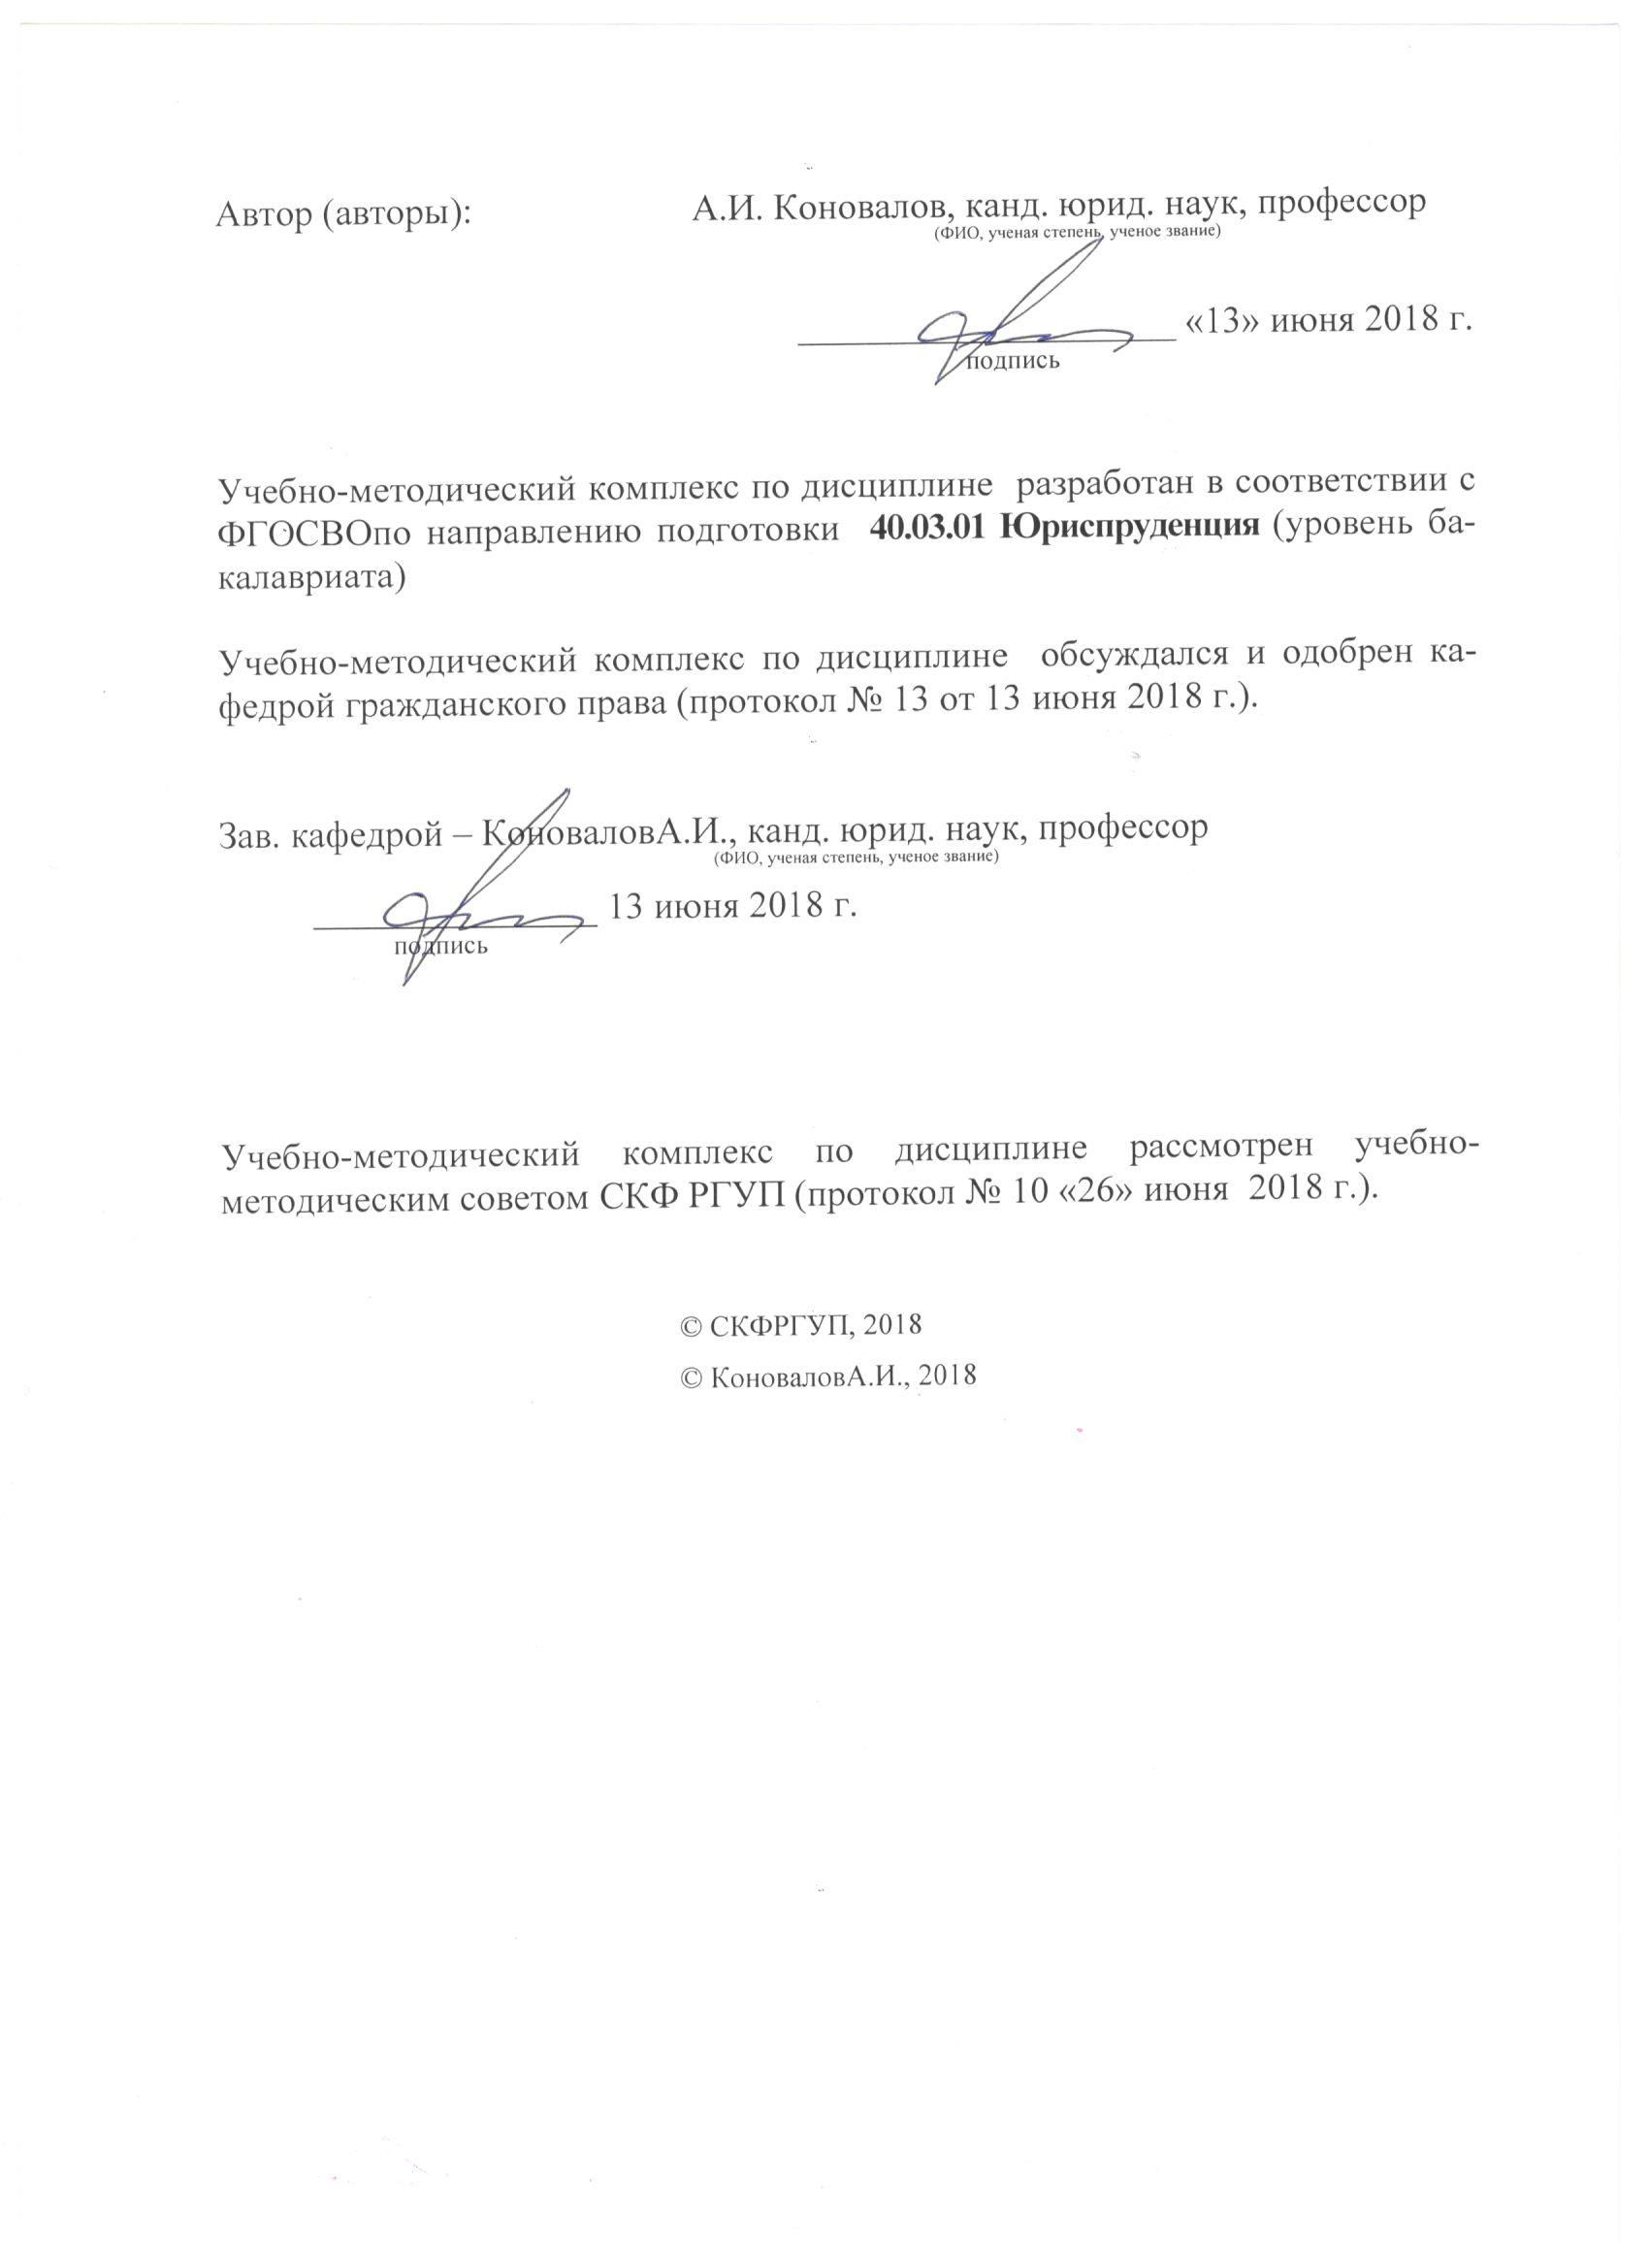 Автор (авторы): А.И. Коновалов, канд. юрид. наук, профессор
(ФИО, ученая степень, ученое звание)
«13» июня 2018 г.
подпись
Учебно-методический комплекс по дисциплине разработан в соответствии с
ФГОСВОпо направлению подготовки 40.03.01 Юриспруденция (уровень ба-
калавриата)
Учебно-методический комплекс по дисциплине обсуждался и одобрен ка-
федрой гражданского права (протокол № 13 от 13 июня 2018 г.).
Зав. кафедрой – КоноваловА.И., канд. юрид. наук, профессор
(ФИО, ученая степень, ученое звание)
13 июня 2018 г.
подпись
Учебно-методический комплекс по дисциплине рассмотрен учебно-
методическим советом СКФ РГУП (протокол № 10 «26» июня 2018 г.).
© СКФРГУП, 2018
© КоноваловА.И., 2018